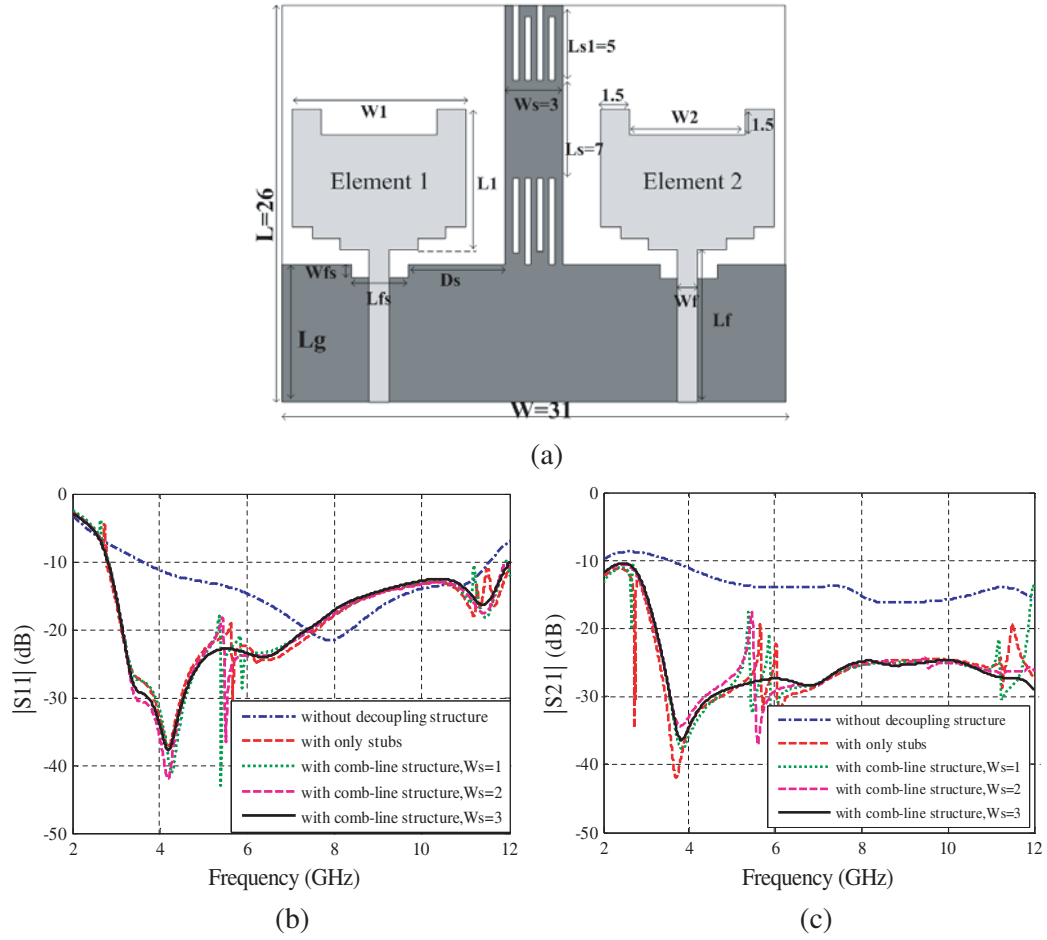 Ls1=5
W1
Ws=3
1.5
W2
1.5
Ls=7
Element 1
L1
Element 2
L=26
Wfs
Ds
Lfs
Wf
Lf
Lg
W=31
(a)
0
-10
-20
-30
-40
-50
|S11| (dB)
without decoupling structure
with only stubs
with comb-line structure,Ws=1
with comb-line structure,Ws=2
with comb-line structure,Ws=3
2 4 6 8 10 12
Frequency (GHz)
(b)
0
-10
-20
-30
-40
-50
|S21| (dB)
without decoupling structure
with only stubs
with comb-line structure,Ws=1
with comb-line structure,Ws=2
with comb-line structure,Ws=3
2 4 6 8 10 12
Frequency (GHz)
(c)